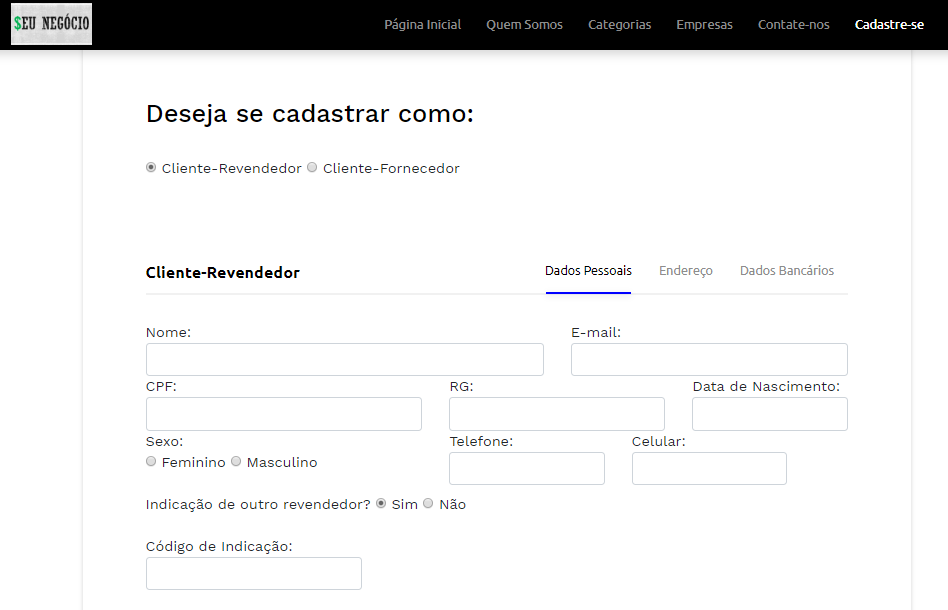 $EU NEGÓCIO
Página Inicial Quem Somos Categorias Empresas Contate-nos Cadastre-se
Deseja se cadastrar como:
Cliente-Revendedor Cliente-Fornecedor
Cliente-Revendedor Dados Pessoais Endereço Dados Bancários
Nome: E-mail:
CPF: RG: Data de Nascimento:
Sexo: Telefone: Celular:
Feminino Masculino
Indicação de outro revendedor? Sim Não
Código de Indicação: